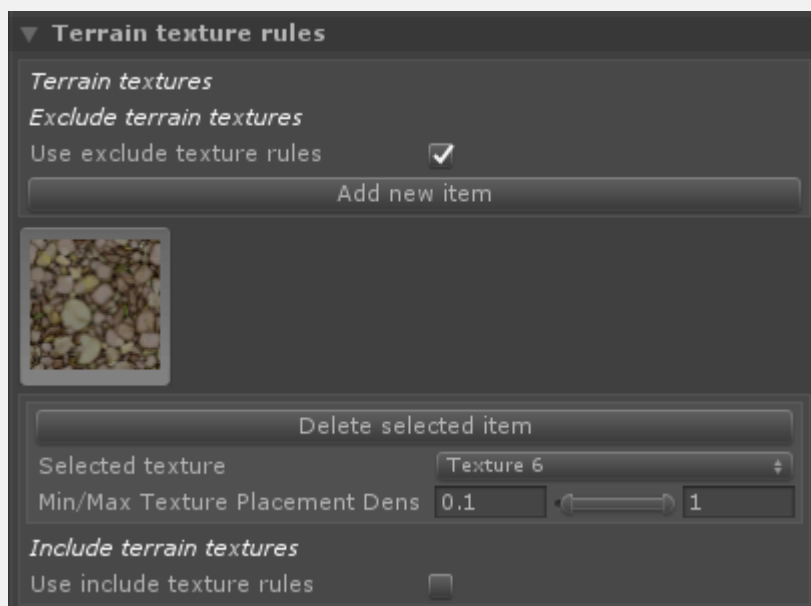 Terrain texture rules
Terrain textures
Exclude terrain textures
Use exclude texture rules
Add new item
Delete selected item
Selected texture Texture 6
Min/Max Texture Placement Dens 0.1 1
Include terrain textures
Use include texture rules